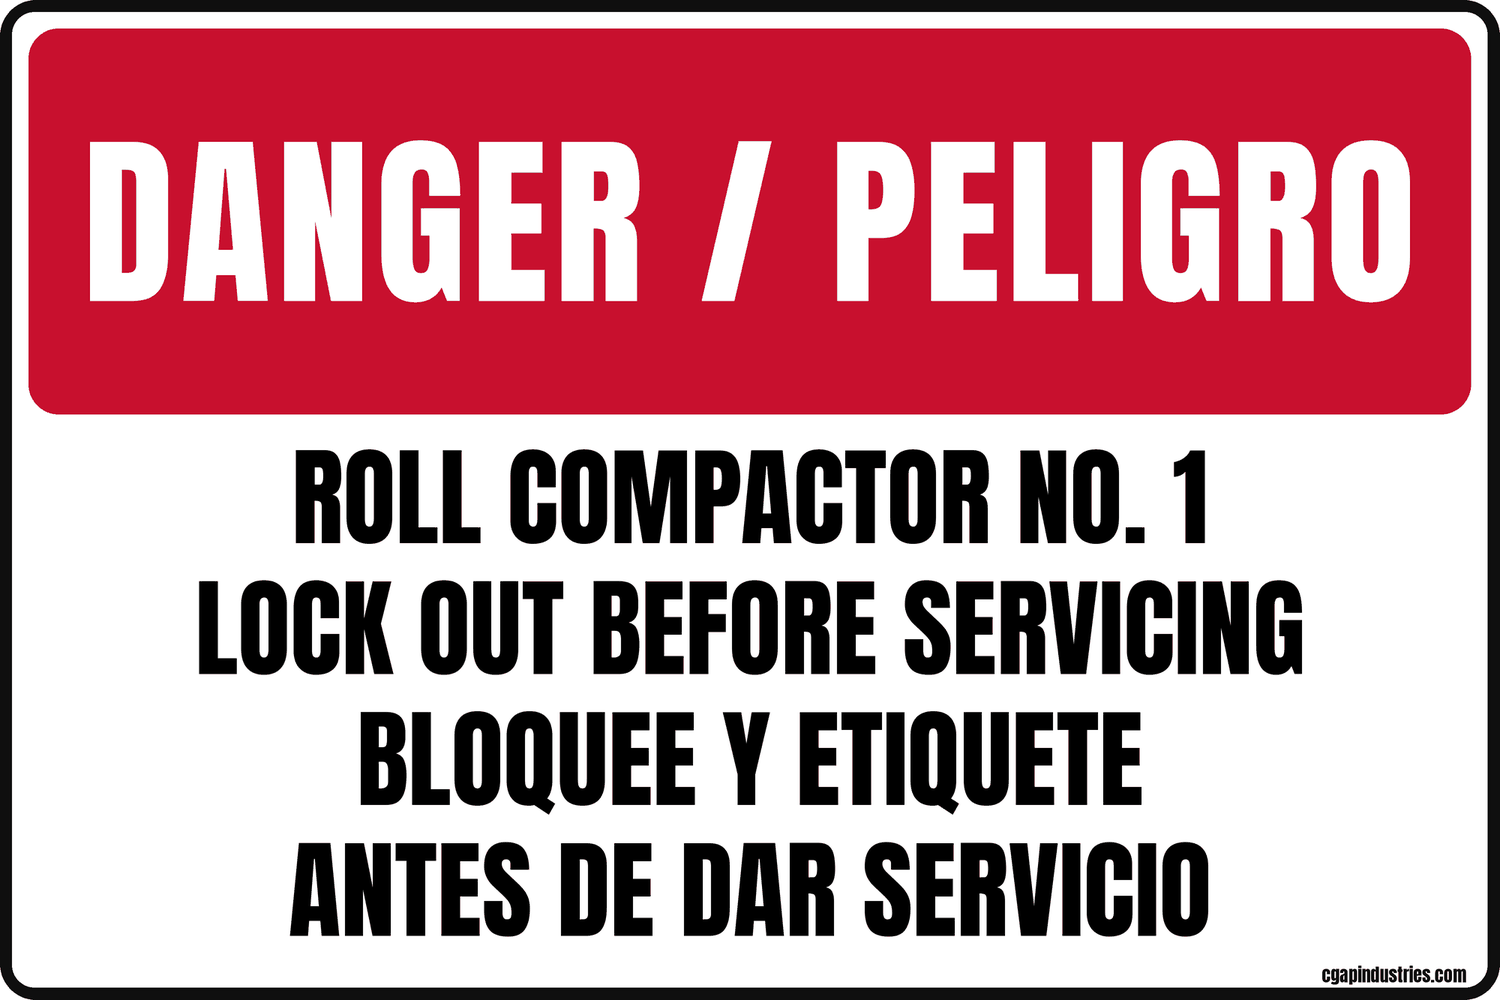 DANGER / PELIGRO
ROLL COMPACTOR NO. 1
LOCK OUT BEFORE SERVICING
BLOQUEE Y ETIQUETE
ANTES DE DAR SERVICIO
cgapindustries.com